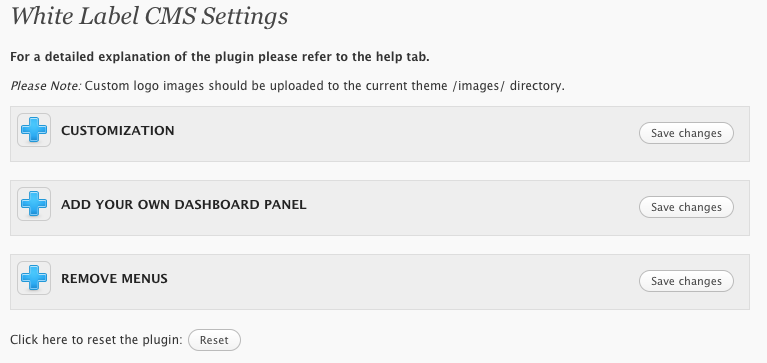 White Label CMS Settings
For a detailed explanation of the plugin please refer to the help tab.
Please Note: Custom logo images should be uploaded to the current theme /images/ directory.
CUSTOMIZATION Save changes
ADD YOUR OWN DASHBOARD PANEL Save changes
REMOVE MENUS Save changes
Click here to reset the plugin: Reset